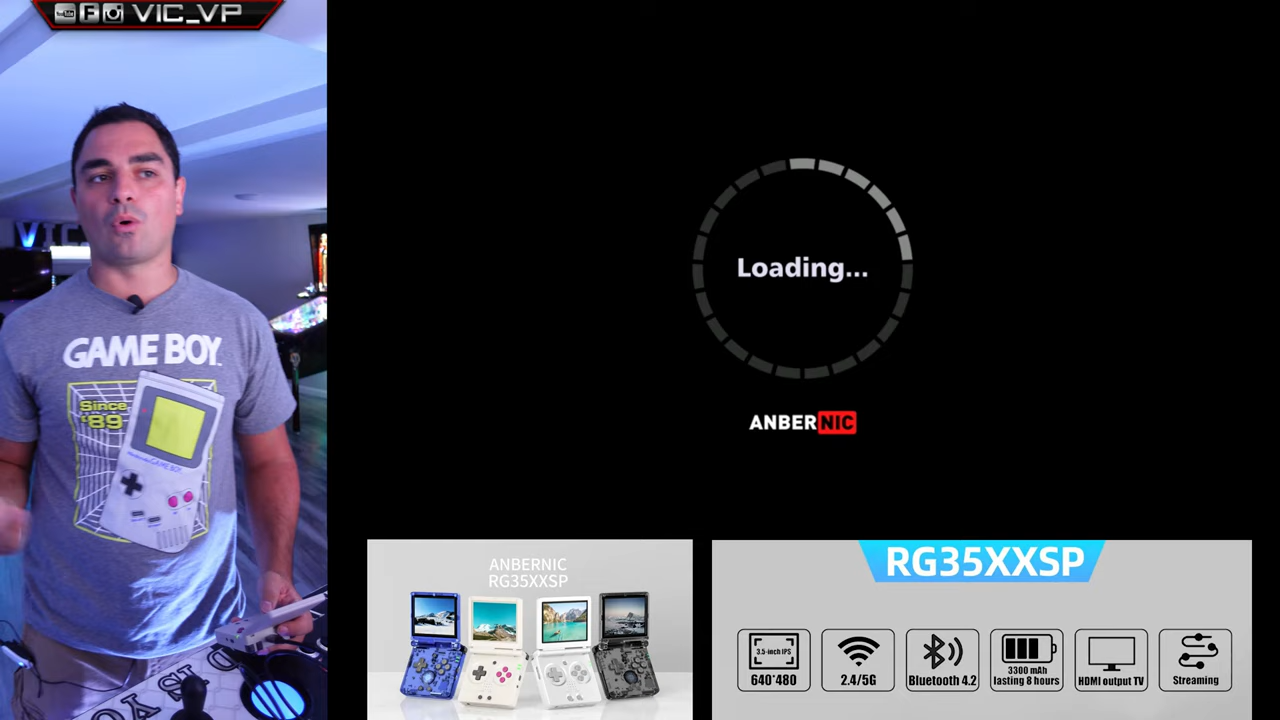 VIC_VP
VIC
GAME BOY
Since
'89
Loading...
ANBERNIC
ANBERNIC
RG35XXSP
RG35XXSP
3.5-inch IPS
640*480
2.4/5G
Bluetooth 4.2
3300 mAh
lasting 8 hours
HDMI output TV
Streaming